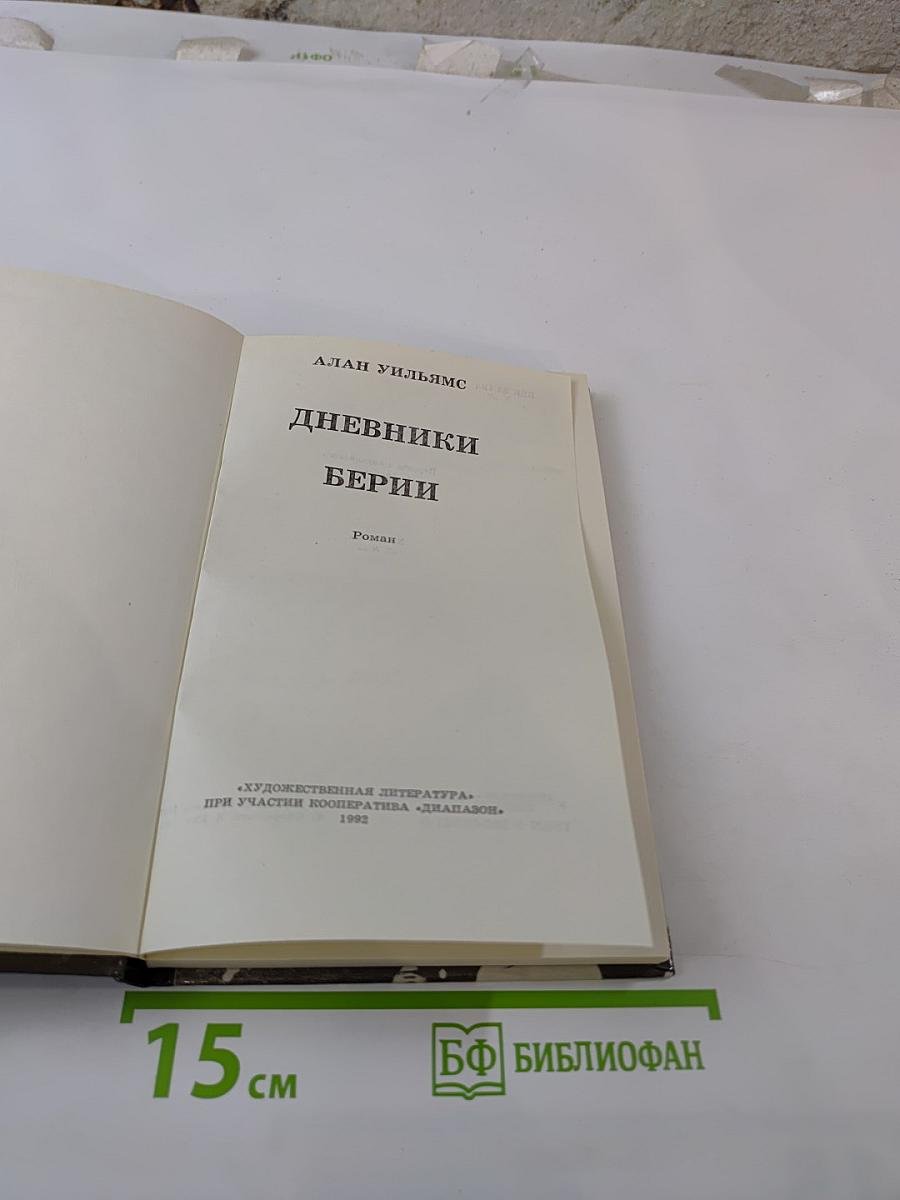 АЛАН УИЛЬЯМС
ДНЕВНИКИ
БЕРИИ
Роман
«ХУДОЖЕСТВЕННАЯ ЛИТЕРАТУРА»
ПРИ УЧАСТИИ КООПЕРАТИВА «ДИАПАЗОН»
1992
15 см
БФ БИБЛИОФАН